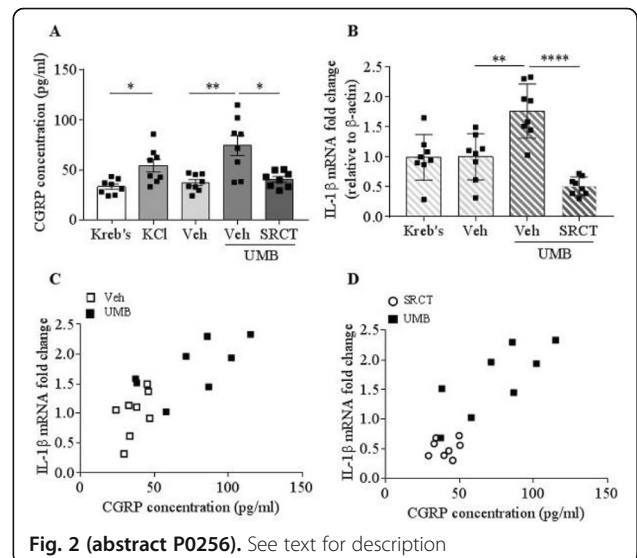 A
CGRP concentration (pg/ml)
150
100
50
0
*
**
*
Kreb's KCl Veh Veh SRCT
UMB
B
IL-1β mRNA fold change
(relative to β-actin)
2.5
2.0
1.5
1.0
0.5
0.0
**
****
Kreb's Veh Veh SRCT
UMB
C
Veh
UMB
IL-1β mRNA fold change
2.5
2.0
1.5
1.0
0.5
0.0
0 50 100 150
CGRP concentration (pg/ml)
D
SRCT
UMB
IL-1β mRNA fold change
2.5
2.0
1.5
1.0
0.5
0.0
0 50 100 150
CGRP concentration (pg/ml)
Fig. 2 (abstract P0256). See text for description